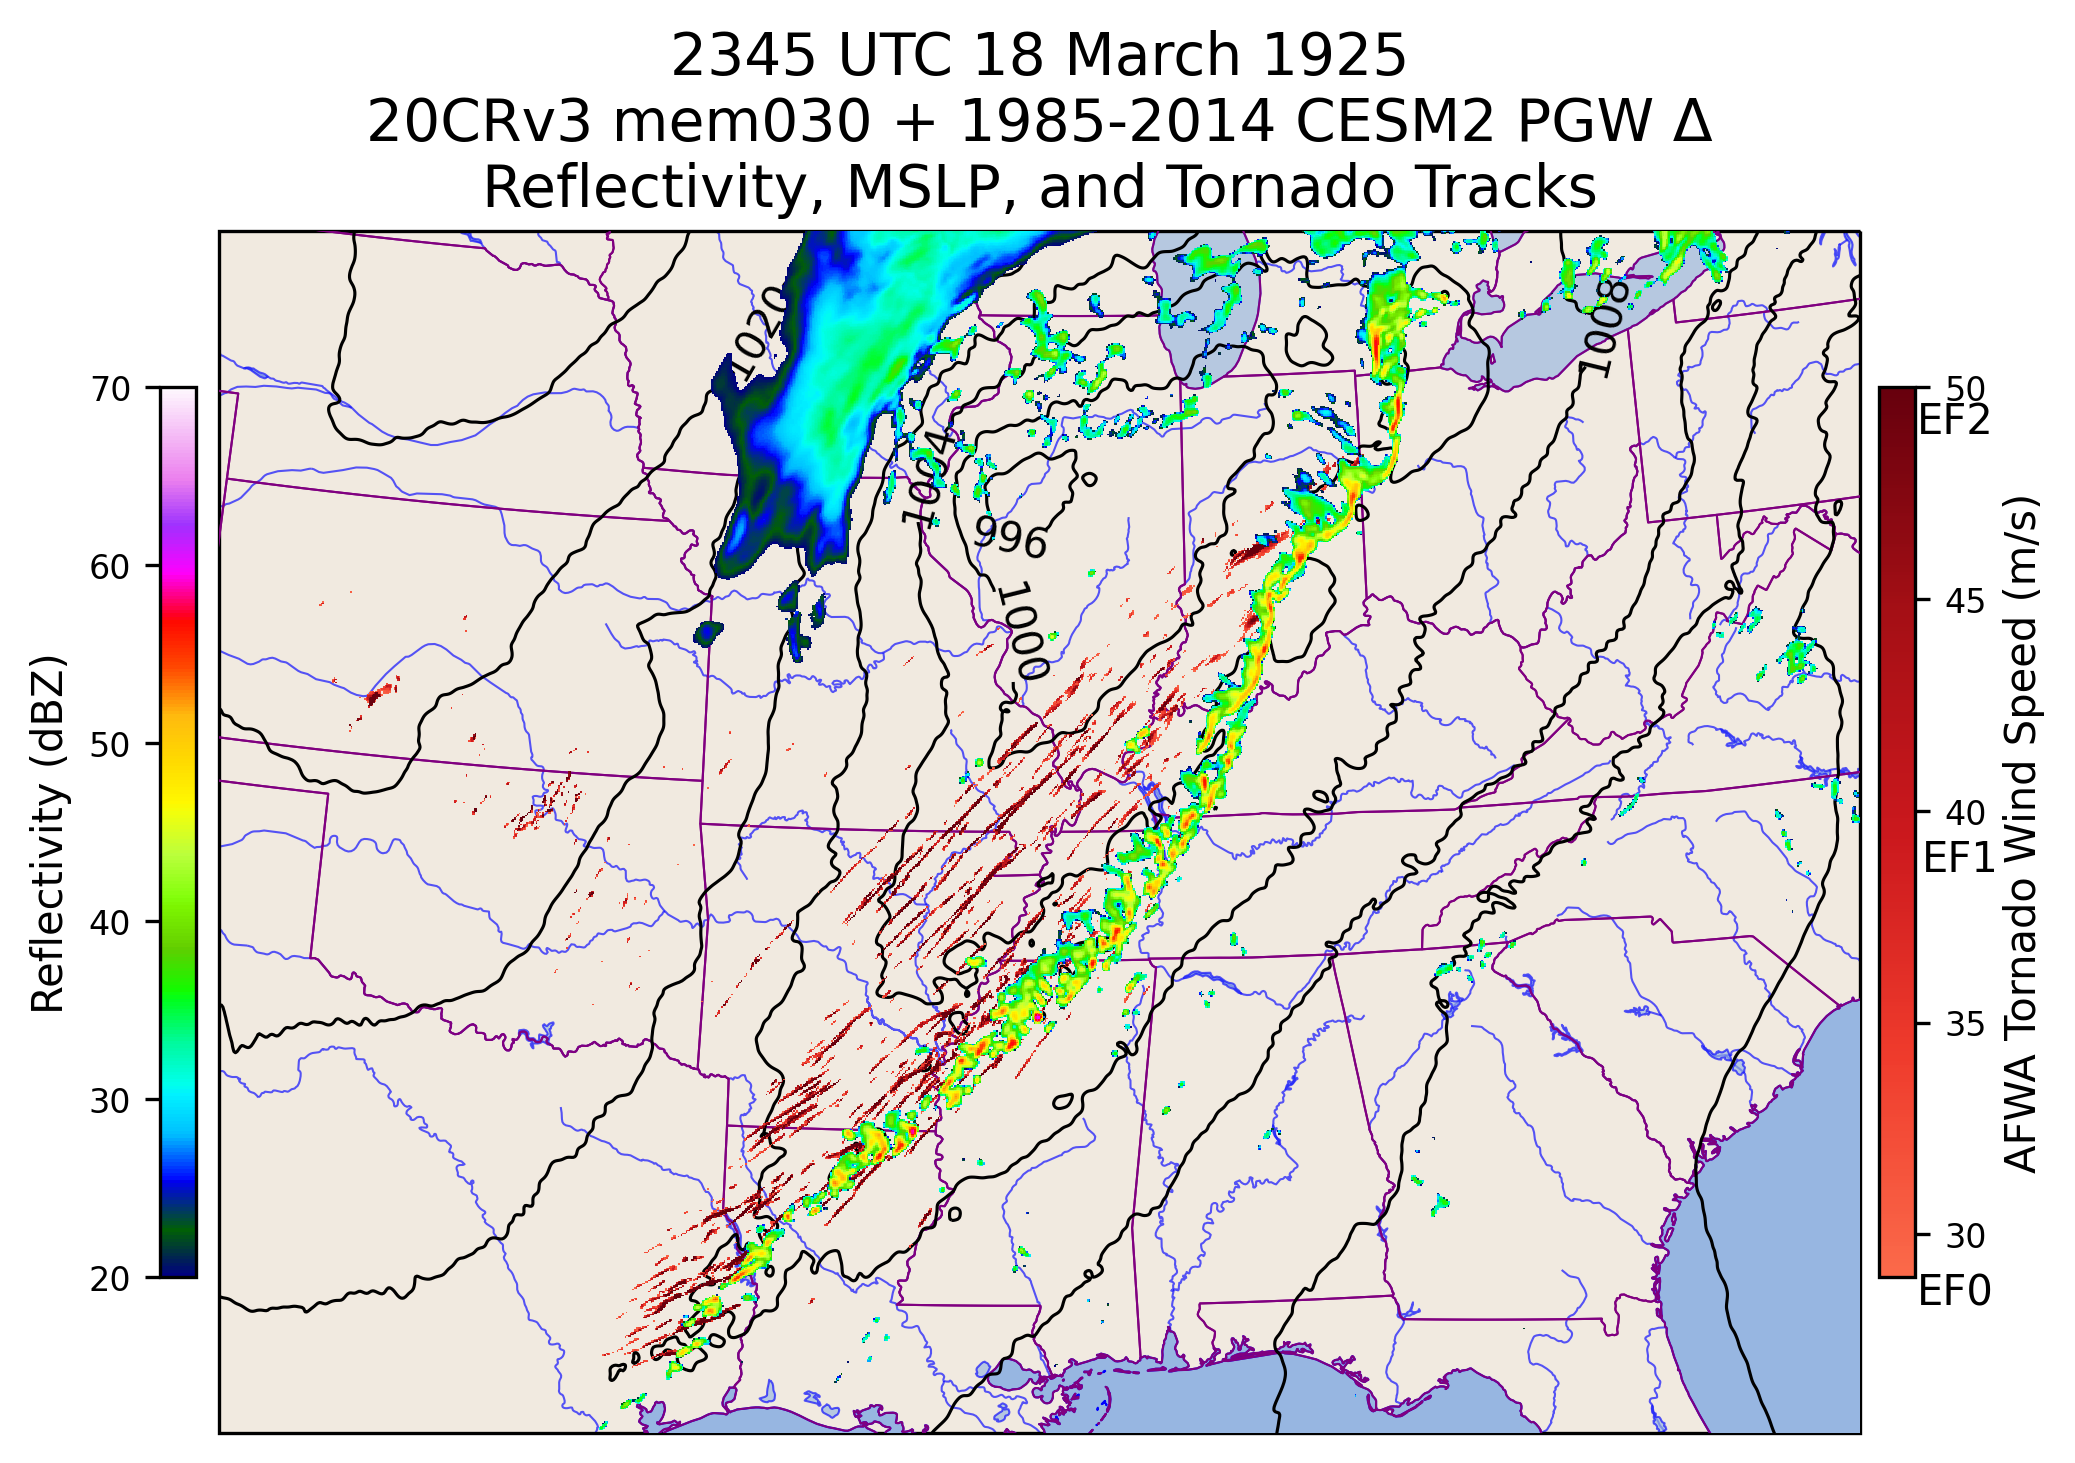 2345 UTC 18 March 1925
20CRv3 mem030 + 1985-2014 CESM2 PGW Δ
Reflectivity, MSLP, and Tornado Tracks
Reflectivity (dBZ)
70
60
50
40
30
20
1020
1004
996
1000
1008
50
EF2
45
40
EF1
35
30
EF0
AFWA Tornado Wind Speed (m/s)